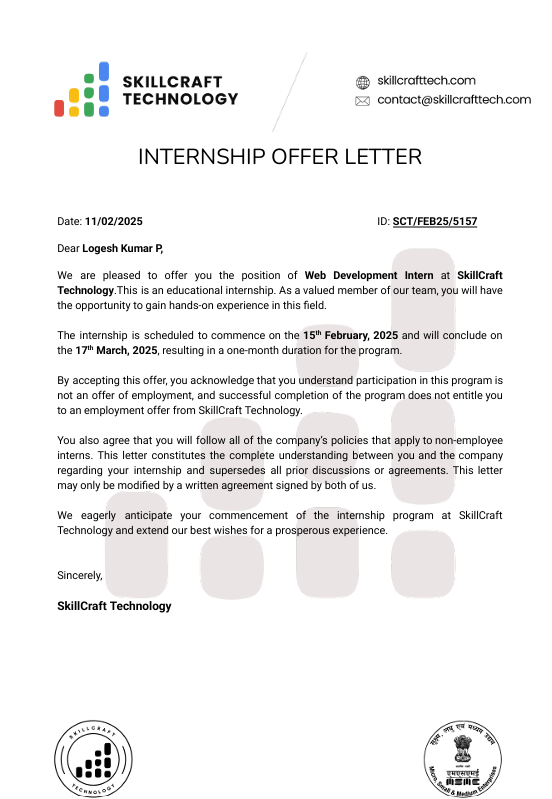 SKILLCRAFT
TECHNOLOGY
skillcrafttech.com
contact@skillcrafttech.com
INTERNSHIP OFFER LETTER
Date: 11/02/2025
ID: SCT/FEB25/5157
Dear Logesh Kumar P,
We are pleased to offer you the position of Web Development Intern at SkillCraft
Technology.This is an educational internship. As a valued member of our team, you will have
the opportunity to gain hands-on experience in this field.
The internship is scheduled to commence on the 15th February, 2025 and will conclude on
the 17th March, 2025, resulting in a one-month duration for the program.
By accepting this offer, you acknowledge that you understand participation in this program is
not an offer of employment, and successful completion of the program does not entitle you
to an employment offer from SkillCraft Technology.
You also agree that you will follow all of the company's policies that apply to non-employee
interns. This letter constitutes the complete understanding between you and the company
regarding your internship and supersedes all prior discussions or agreements. This letter
may only be modified by a written agreement signed by both of us.
We eagerly anticipate your commencement of the internship program at SkillCraft
Technology and extend our best wishes for a prosperous experience.
Sincerely,
SkillCraft Technology
SKILLCRAFT
TECHNOLOGY
सूक्ष्म, लघु एवं मध्यम उद्यम
एमएसएमई
MSME
Micro, Small & Medium Enterprises